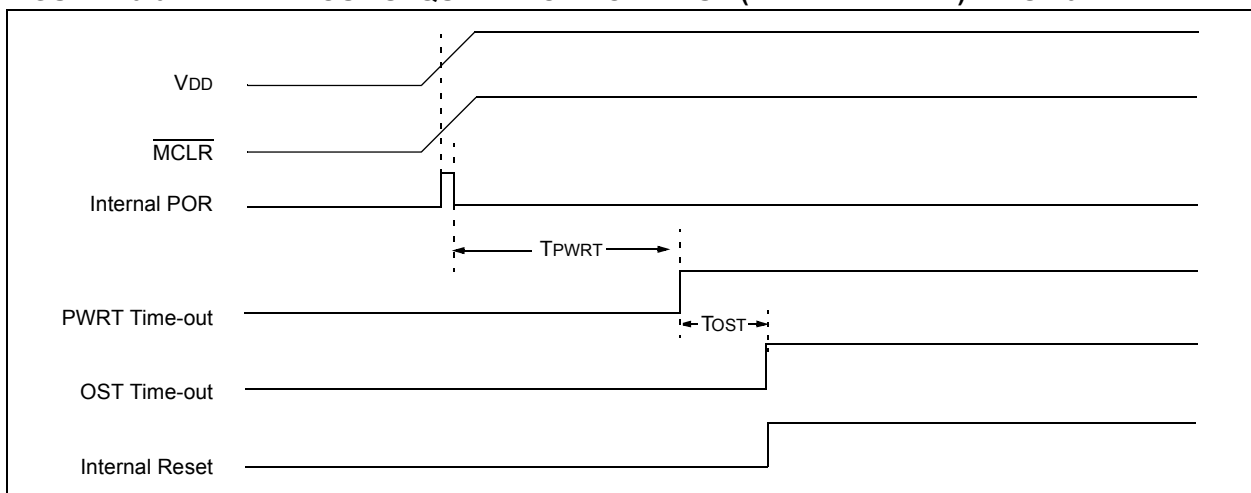 VDD
MCLR
Internal POR
TPWRT
PWRT Time-out
TOST
OST Time-out
Internal Reset